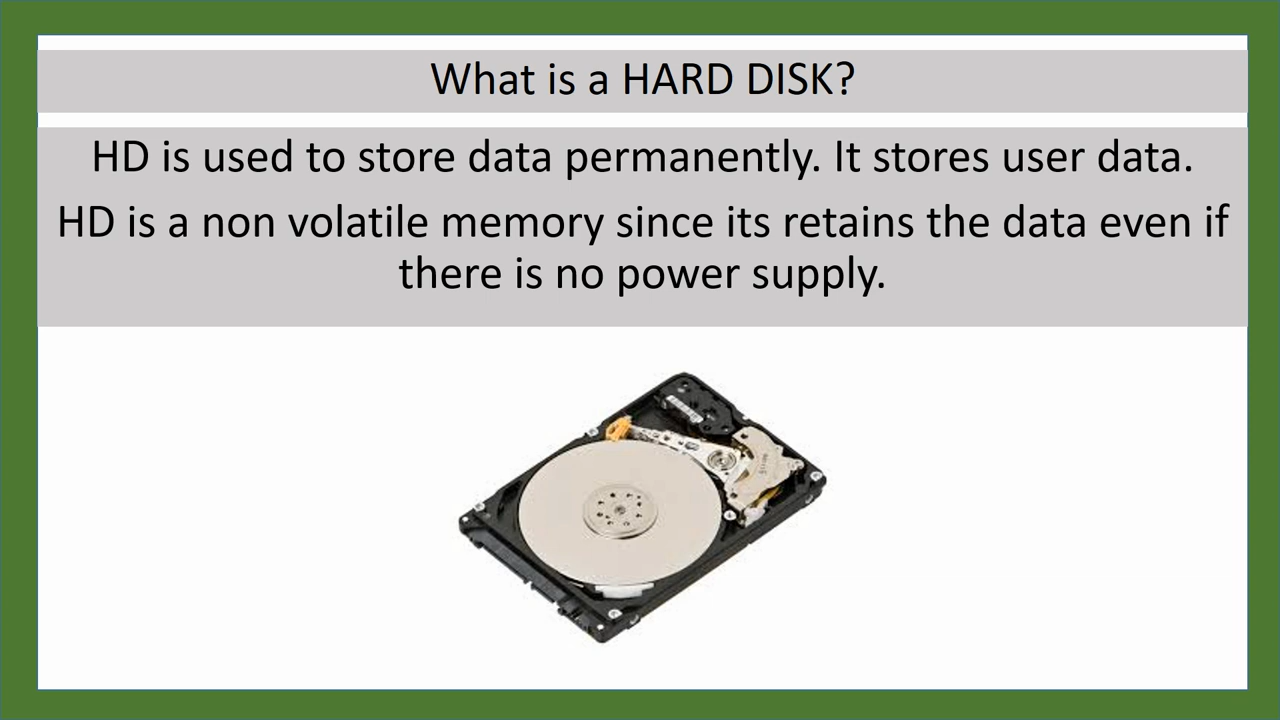 What is a HARD DISK?
HD is used to store data permanently. It stores user data.
HD is a non volatile memory since its retains the data even if
there is no power supply.